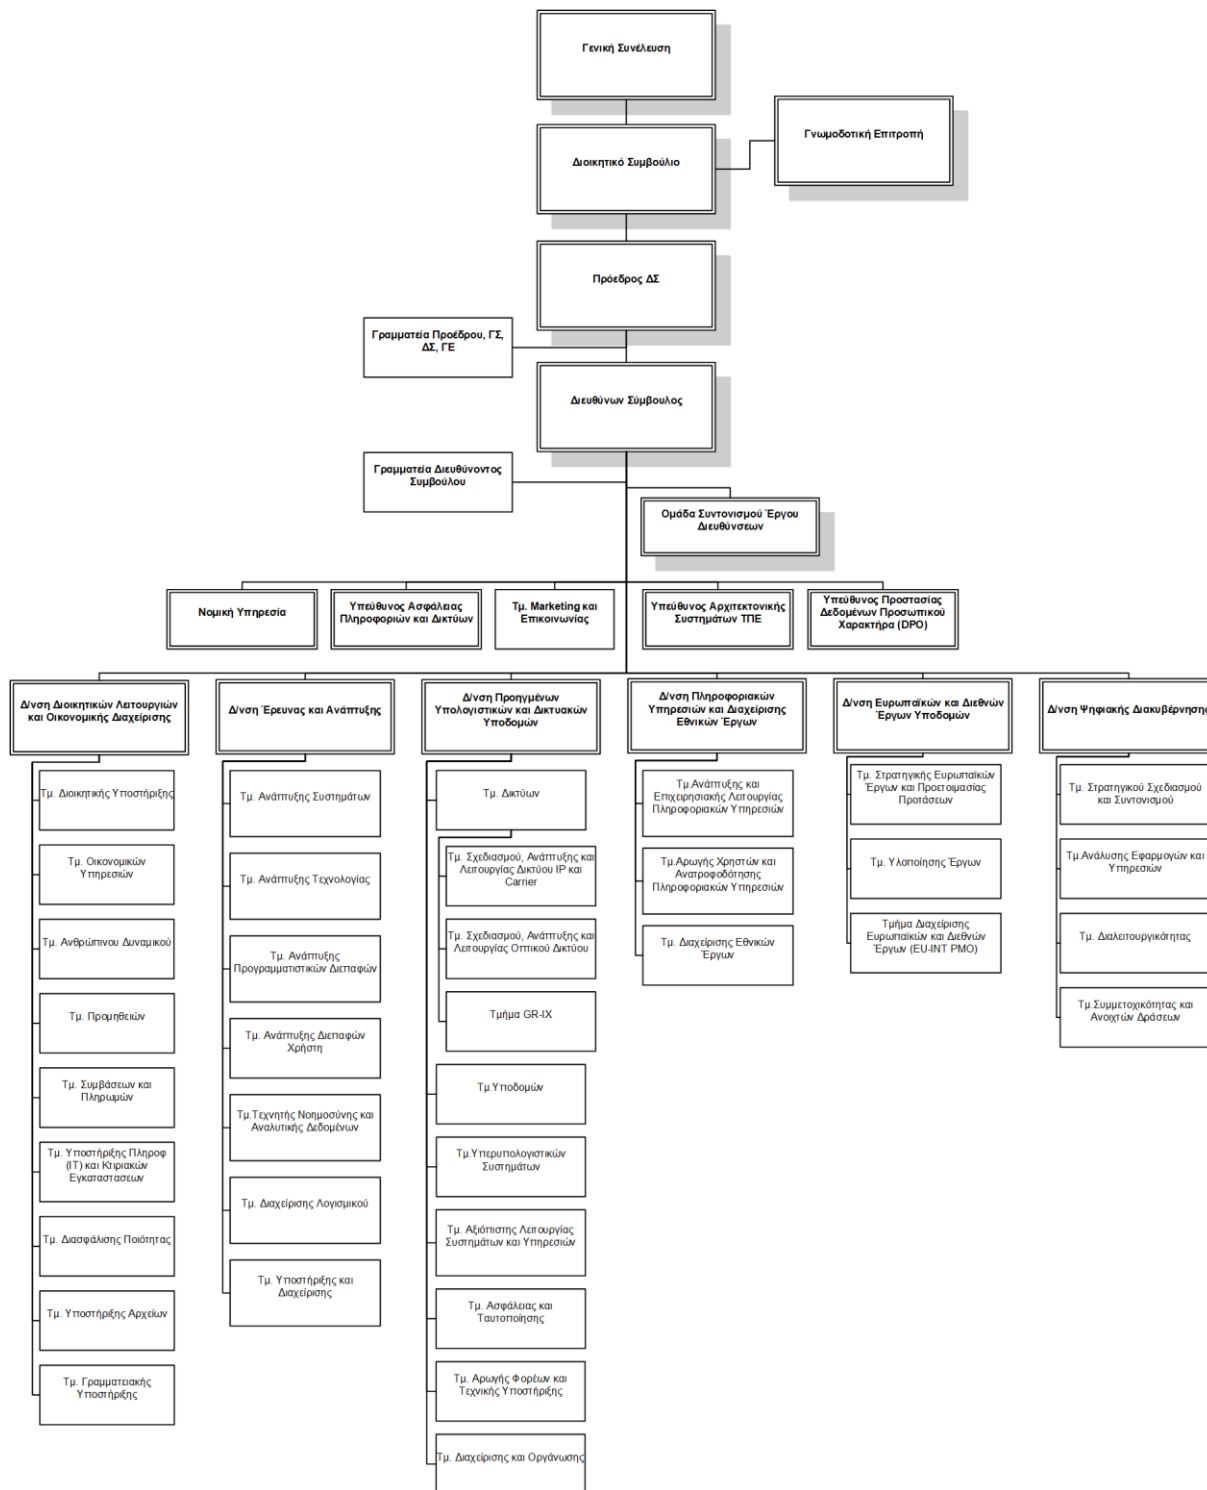 Γενική Συνέλευση
Γνωμοδοτική Επιτροπή
Διοικητικό Συμβούλιο
Πρόεδρος ΔΣ
Γραμματεία Προέδρου, ΓΣ,
ΔΣ, ΓΕ
Διευθύνων Σύμβουλος
Γραμματεία Διευθύνοντος
Συμβούλου
Ομάδα Συντονισμού Έργου
Διευθύνσεων
Νομική Υπηρεσία
Υπεύθυνος Ασφάλειας
Πληροφοριών και Δικτύων
Τμ. Marketing και
Επικοινωνίας
Υπεύθυνος Αρχιτεκτονικής
Συστημάτων ΤΠΕ
Υπεύθυνος Προστασίας
Δεδομένων Προσωπικού
Χαρακτήρα (DPO)
Δ/νση Διοικητικών Λειτουργιών
και Οικονομικής Διαχείρισης
Τμ. Διοικητικής Υποστήριξης
Τμ. Οικονομικών
Υπηρεσιών
Τμ. Ανθρώπινου Δυναμικού
Τμ. Προμηθειών
Τμ. Συμβάσεων και
Πληρωμών
Τμ. Υποστήριξης Πληροφ
(IT) και Κτιριακών
Εγκαταστασεων
Τμ. Διασφάλισης Ποιότητας
Τμ. Υποστήριξης Αρχείων
Τμ. Γραμματειακής
Υποστήριξης
Δ/νση Έρευνας και Ανάπτυξης
Τμ. Ανάπτυξης Συστημάτων
Τμ. Ανάπτυξης Τεχνολογίας
Τμ. Ανάπτυξης
Προγραμματιστικών Διεπαφών
Τμ. Ανάπτυξης Διεπαφών
Χρήστη
Τμ.Τεχνητής Νοημοσύνης και
Αναλυτικής Δεδομένων
Τμ. Διαχείρισης Λογισμικού
Τμ. Υποστήριξης και
Διαχείρισης
Δ/νση Προηγμένων
Υπολογιστικών και Δικτυακών
Υποδομών
Τμ. Δικτύων
Τμ. Σχεδιασμού, Ανάπτυξης και
Λειτουργίας Δικτύου IP και
Carrier
Τμ. Σχεδιασμού, Ανάπτυξης και
Λειτουργίας Οπτικού Δικτύου
Τμήμα GR-IX
Τμ.Υποδομών
Τμ.Υπερυπολογιστικών
Συστημάτων
Τμ. Αξιόπιστης Λειτουργίας
Συστημάτων και Υπηρεσιών
Τμ. Ασφάλειας και
Ταυτοποίησης
Τμ. Αρωγής Φορέων και
Τεχνικής Υποστήριξης
Τμ. Διαχείρισης και Οργάνωσης
Δ/νση Πληροφοριακών
Υπηρεσιών και Διαχείρισης
Εθνικών Έργων
Τμ.Ανάπτυξης και
Επιχειρησιακής Λειτουργίας
Πληροφοριακών Υπηρεσιών
Τμ.Αρωγής Χρηστών και
Ανατροφοδότησης
Πληροφοριακών Υπηρεσιών
Τμ. Διαχείρισης Εθνικών
Έργων
Δ/νση Ευρωπαϊκών και Διεθνών
Έργων Υποδομών
Τμ. Στρατηγικής Ευρωπαϊκών
Έργων και Προετοιμασίας
Προτάσεων
Τμ. Υλοποίησης Έργων
Τμήμα Διαχείρισης
Ευρωπαϊκών και Διεθνών
Έργων (EU-INT PMO)
Δ/νση Ψηφιακής Διακυβέρνησης
Τμ. Στρατηγικού Σχεδιασμού
και Συντονισμού
Τμ.Ανάλυσης Εφαρμογών και
Υπηρεσιών
Τμ. Διαλειτουργικότητας
Τμ.Συμμετοχικότητας και
Ανοιχτών Δράσεων